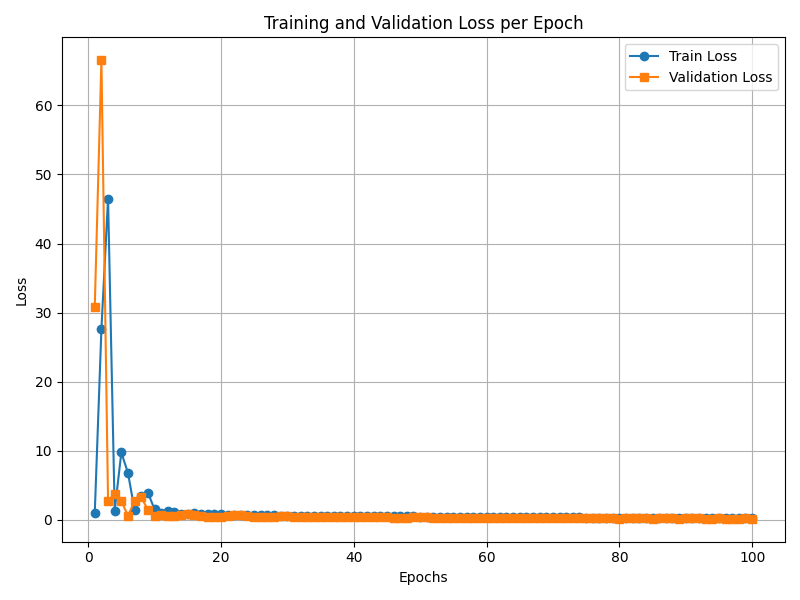 Training and Validation Loss per Epoch
Train Loss
Validation Loss
60
50
40
30
20
10
0
Loss
0 20 40 60 80 100
Epochs